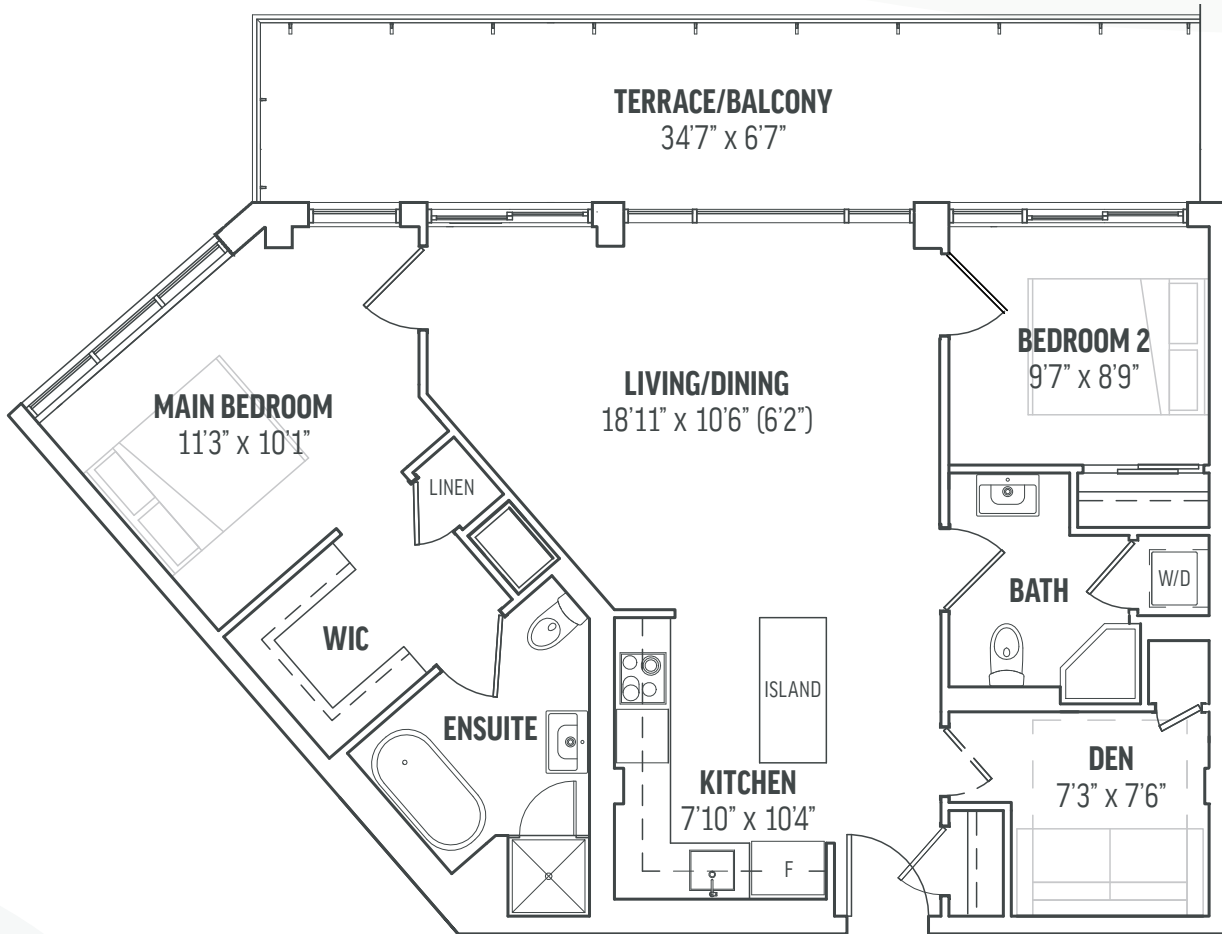 TERRACE/BALCONY
34'7" x 6'7"
BEDROOM 2
9'7" x 8'9"
LIVING/DINING
18'11" x 10'6" (6'2")
MAIN BEDROOM
11'3" x 10'1"
LINEN
W/D
BATH
WIC
ISLAND
ENSUITE
DEN
7'3" x 7'6"
KITCHEN
7'10" x 10'4"
F